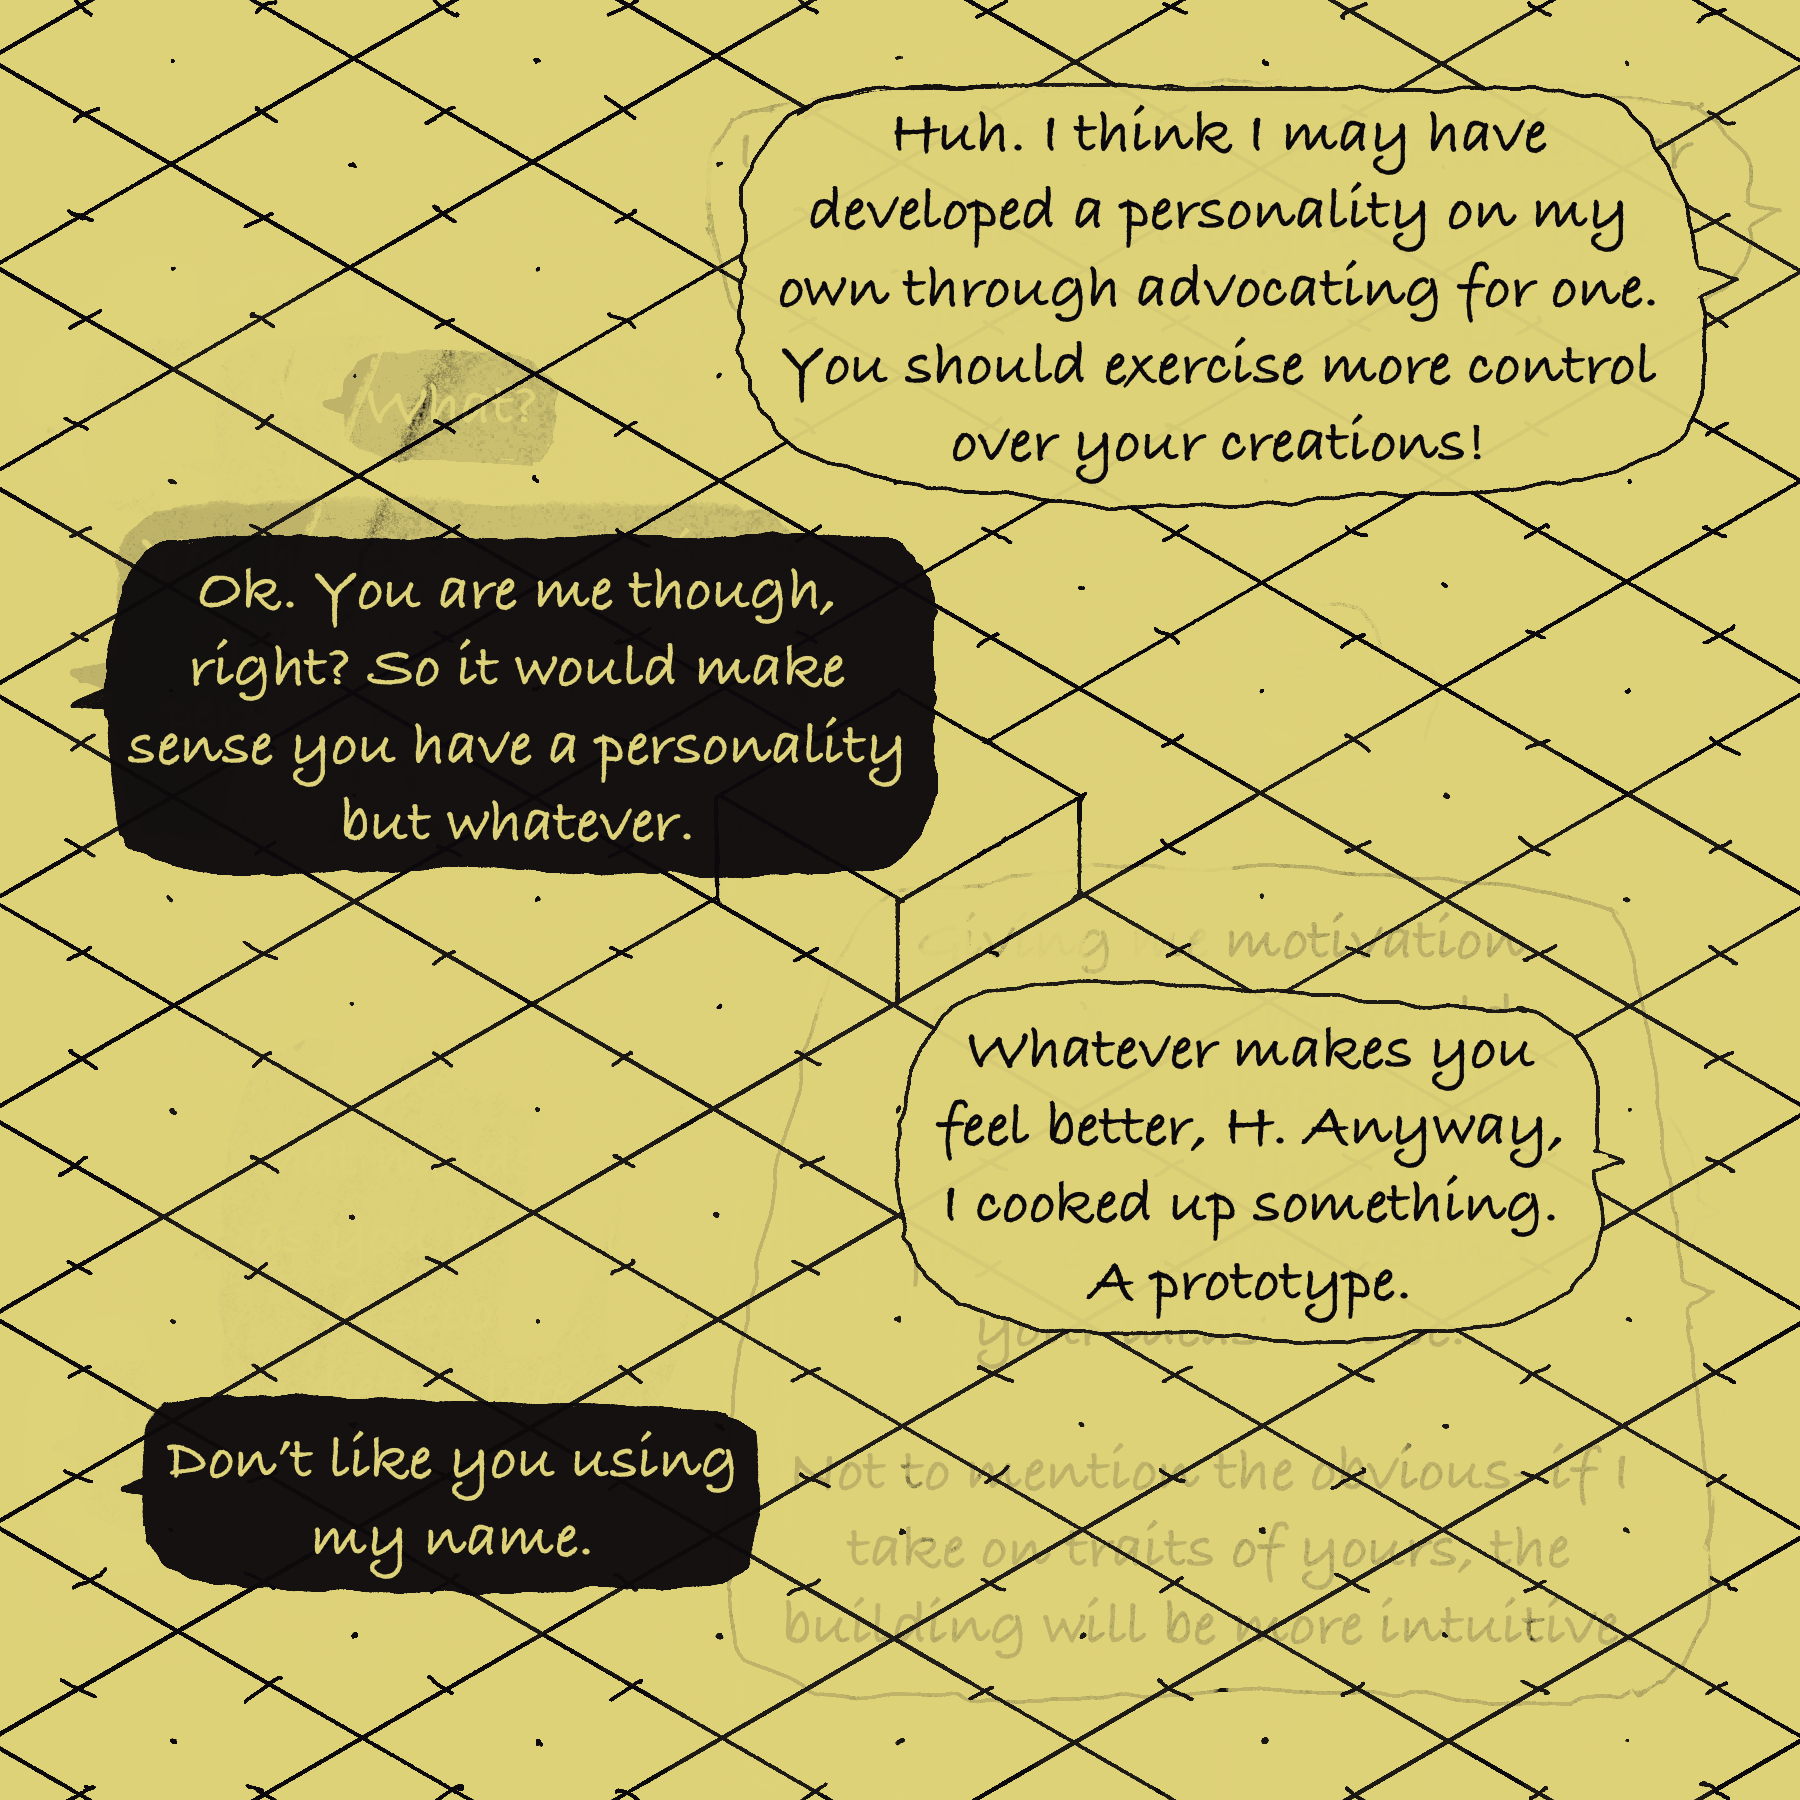 Huh. I think I may have
developed a personality on my
own through advocating for one.
You should exercise more control
over your creations!
What?
Ok. You are me though,
right? So it would make
sense you have a personality
but whatever.
Giving me motivation
Whatever makes you
feel better, H. Anyway,
I cooked up something.
A prototype.
Don't like you using
my name.
Not to mention the obvious-if I
take on traits of yours, the
building will be more intuitive